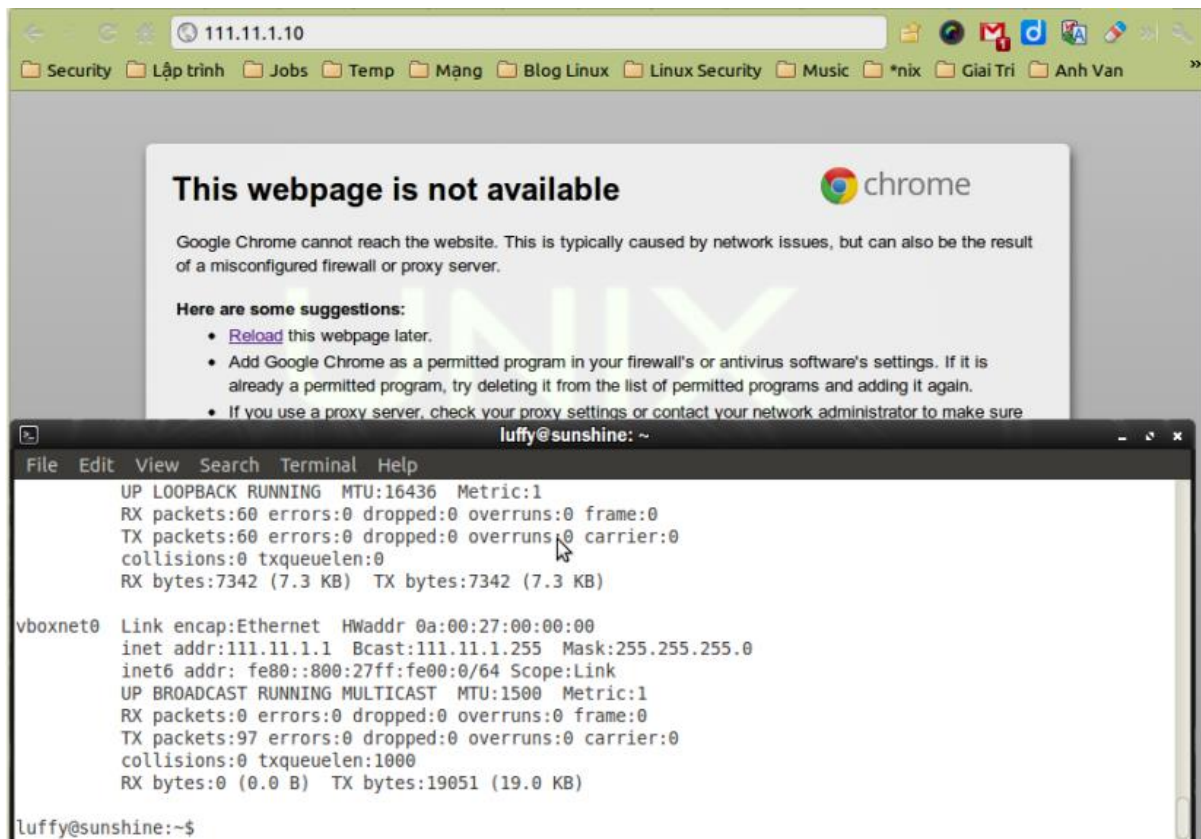 111.11.1.10
1
Security Lập trình Jobs Temp Mạng Blog Linux Linux Security Music *nix Giai Tri Anh Van »
This webpage is not available
chrome
Google Chrome cannot reach the website. This is typically caused by network issues, but can also be the result
of a misconfigured firewall or proxy server.
Here are some suggestions:
• Reload this webpage later.
• Add Google Chrome as a permitted program in your firewall's or antivirus software's settings. If it is
already a permitted program, try deleting it from the list of permitted programs and adding it again.
• If you use a proxy server, check your proxy settings or contact your network administrator to make sure
UNIX
luffy@sunshine: ~
File Edit View Search Terminal Help
UP LOOPBACK RUNNING MTU:16436 Metric:1
RX packets:60 errors:0 dropped:0 overruns:0 frame:0
TX packets:60 errors:0 dropped:0 overruns:0 carrier:0
collisions:0 txqueuelen:0
RX bytes:7342 (7.3 KB) TX bytes:7342 (7.3 KB)
vboxnet0 Link encap:Ethernet HWaddr 0a:00:27:00:00:00
inet addr:111.11.1.1 Bcast:111.11.1.255 Mask:255.255.255.0
inet6 addr: fe80::800:27ff:fe00:0/64 Scope:Link
UP BROADCAST RUNNING MULTICAST MTU:1500 Metric:1
RX packets:0 errors:0 dropped:0 overruns:0 frame:0
TX packets:97 errors:0 dropped:0 overruns:0 carrier:0
collisions:0 txqueuelen:1000
RX bytes:0 (0.0 B) TX bytes:19051 (19.0 KB)
luffy@sunshine:~$